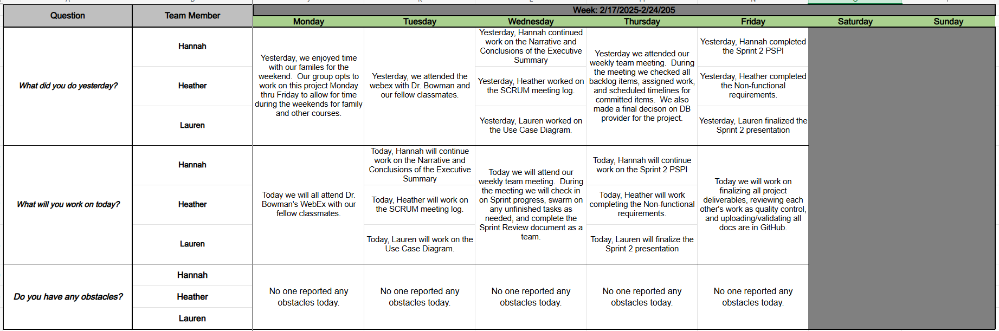 Question
Team Member
Week: 2/17/2025-2/24/205
Monday
Tuesday
Wednesday
Thursday
Friday
Saturday
Sunday
What did you do yesterday?
Hannah
Heather
Lauren
Yesterday, we enjoyed time
with our familes for the
weekend.  Our group opts to
work on this project Monday
thru Friday to allow for time
during the weekends for family
and other courses.
Yesterday, we attended the
webex with Dr. Bowman and
our fellow classmates.
Yesterday, Hannah continued
work on the Narrative and
Conclusions of the Executive
Summary
Yesterday, Heather worked on
the SCRUM meeting log.
Yesterday, Lauren worked on
the Use Case Diagram.
Yesterday we attended our
weekly team meeting.  During
the meeting we checked all
backlog items, assigned work,
and scheduled timelines for
committed items.  We also
made a final decison on DB
provider for the project.
Yesterday, Hannah completed
the Sprint 2 PSPI
Yesterday, Heather completed
the Non-functional
requirements.
Yesterday, Lauren finalized the
Sprint 2 presentation
What will you work on today?
Hannah
Heather
Lauren
Today we will all attend Dr.
Bowman's WebEx with our
fellow classmates.
Today, Hannah will continue
work on the Narrative and
Conclusions of the Executive
Summary
Today, Heather will work on
the SCRUM meeting log.
Today, Lauren will work on the
Use Case Diagram.
Today we will attend our
weekly team meeting.  During
the meeting we will check in
on Sprint progress, swarm on
any unfinished tasks as
needed, and complete the
Sprint Review document as a
team.
Today, Hannah will continue
work on the Sprint 2 PSPI
Today, Heather will work
completing the Non-functional
requirements.
Today, Lauren will finalize the
Sprint 2 presentation
Today we will work on
finalizing all project
deliverables, reviewing each
other's work as quality control,
and uploading/validating all
docs are in GitHub.
Do you have any obstacles?
Hannah
Heather
Lauren
No one reported any
obstacles today.
No one reported any
obstacles today.
No one reported any
obstacles today.
No one reported any
obstacles today.
No one reported any
obstacles today.